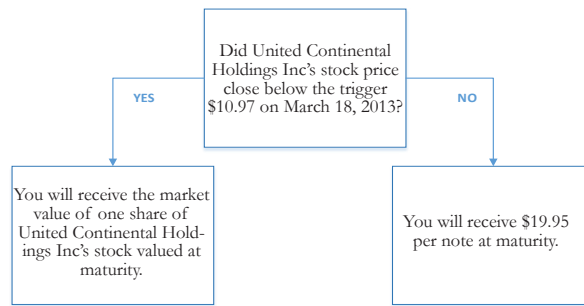 Did United Continental
Holdings Inc's stock price
close below the trigger
$10.97 on March 18, 2013?
YES
NO
You will receive the market
value of one share of
United Continental Hold-
ings Inc's stock valued at
maturity.
You will receive $19.95
per note at maturity.